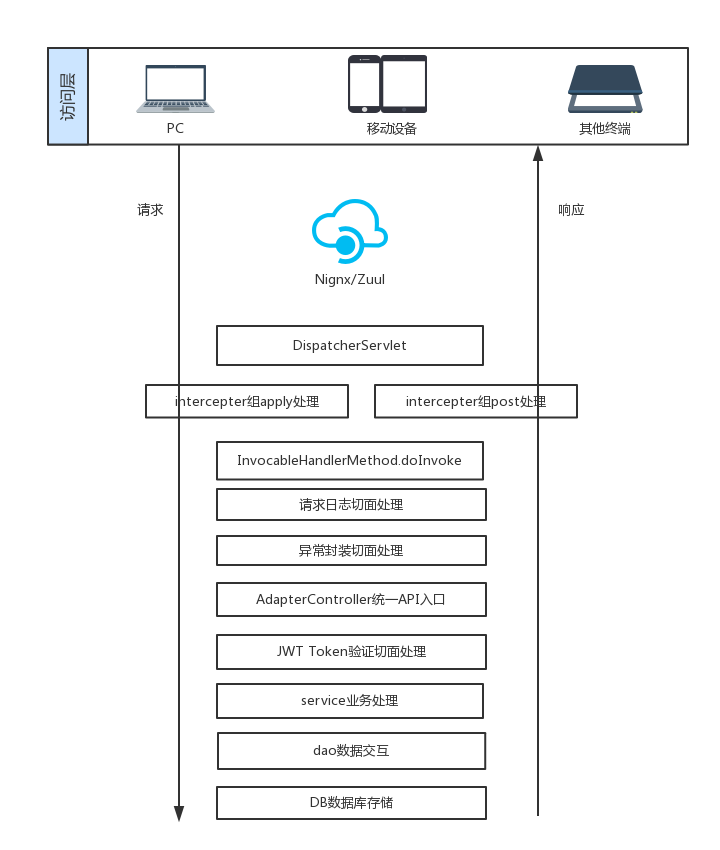 访问层
PC
移动设备
其他终端
请求
响应
Nignx/Zuul
DispatcherServlet
intercepter组apply处理
intercepter组post处理
InvocableHandlerMethod.doInvoke
请求日志切面处理
异常封装切面处理
AdapterController统一API入口
JWT Token验证切面处理
service业务处理
dao数据交互
DB数据库存储